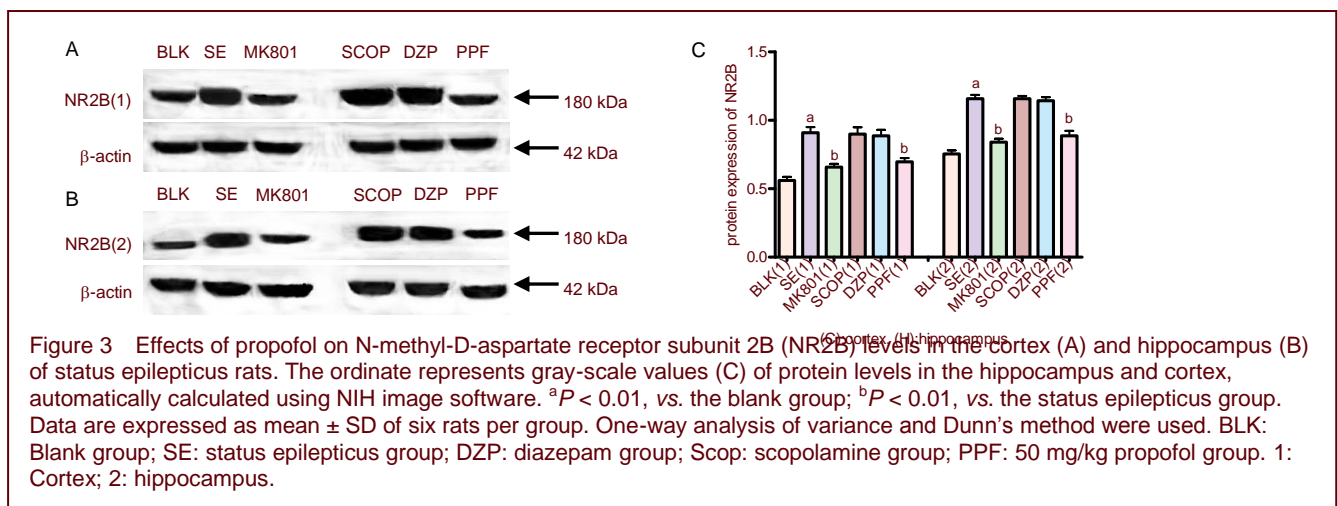 A
BLK SE MK801 SCOP DZP PPF
NR2B(1)
180 kDa
β-actin
42 kDa
B
BLK SE MK801 SCOP DZP PPF
NR2B(2)
180 kDa
β-actin
42 kDa
C
protein expression of NR2B
1.5
1.0
0.5
0.0
a
b
b
a
b
b
BLK(1)
SE(1)
MK801(1)
SCOP(1)
DZP(1)
PPF(1)
BLK(2)
SE(2)
MK801(2)
SCOP(2)
DZP(2)
PPF(2)
(C):cortex, (H):hippocampus
Figure 3 Effects of propofol on N-methyl-D-aspartate receptor subunit 2B (NR2B) levels in the cortex (A) and hippocampus (B)
of status epilepticus rats. The ordinate represents gray-scale values (C) of protein levels in the hippocampus and cortex,
automatically calculated using NIH image software. ᵃP < 0.01, vs. the blank group; ᵇP < 0.01, vs. the status epilepticus group.
Data are expressed as mean ± SD of six rats per group. One-way analysis of variance and Dunn's method were used. BLK:
Blank group; SE: status epilepticus group; DZP: diazepam group; Scop: scopolamine group; PPF: 50 mg/kg propofol group. 1:
Cortex; 2: hippocampus.